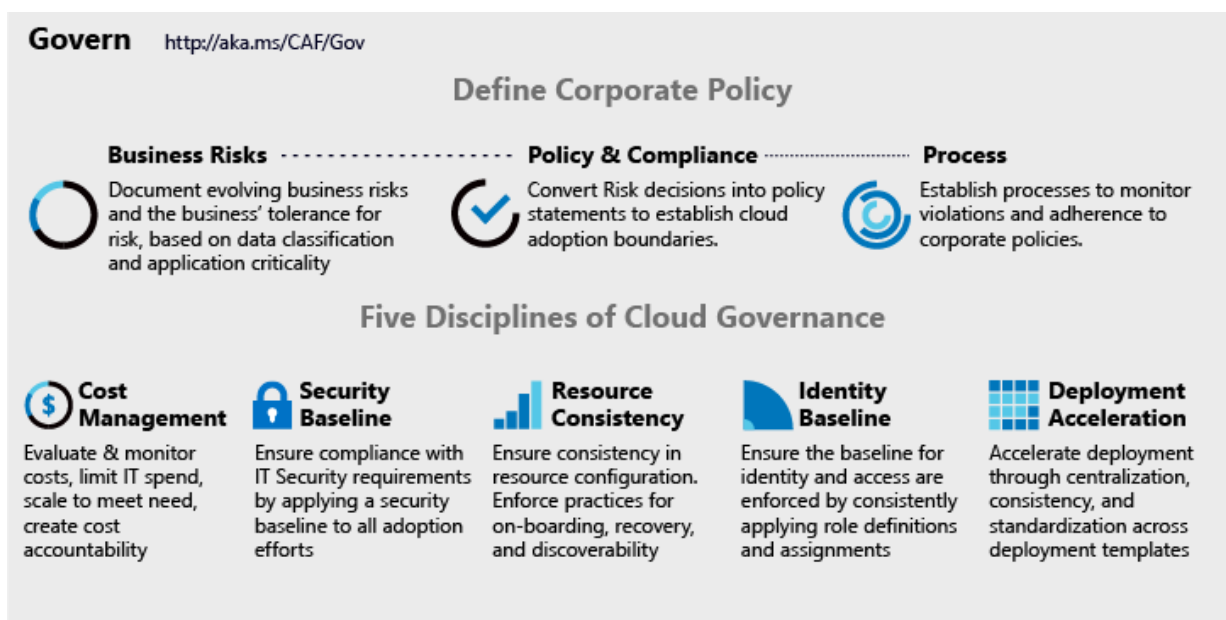 Govern http://aka.ms/CAF/Gov
Define Corporate Policy
Business Risks
Document evolving business risks
and the business' tolerance for
risk, based on data classification
and application criticality
Policy & Compliance
Convert Risk decisions into policy
statements to establish cloud
adoption boundaries.
Process
Establish processes to monitor
violations and adherence to
corporate policies.
Five Disciplines of Cloud Governance
$
Cost
Management
Evaluate & monitor
costs, limit IT spend,
scale to meet need,
create cost
accountability
Security
Baseline
Ensure compliance with
IT Security requirements
by applying a security
baseline to all adoption
efforts
Resource
Consistency
Ensure consistency in
resource configuration.
Enforce practices for
on-boarding, recovery,
and discoverability
Identity
Baseline
Ensure the baseline for
identity and access are
enforced by consistently
applying role definitions
and assignments
Deployment
Acceleration
Accelerate deployment
through centralization,
consistency, and
standardization across
deployment templates